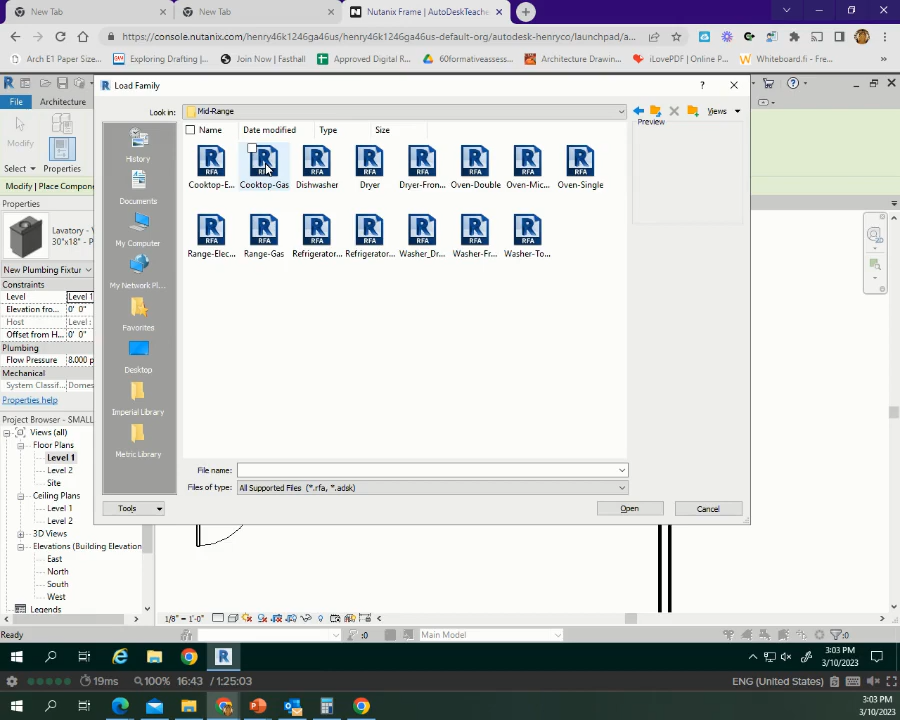 New Tab
New Tab
Nutanix Frame | AutoDeskTeache
https://console.nutanix.com/henry46k1246ga46us/henry46k1246ga46us-default-org/autodesk-henryco/launchpad/a...
Arch E1 Paper Size...
Exploring Drafting |...
Join Now | Fasthall
Approved Digital R...
60formativeassess...
Architecture Drawin...
iLovePDF | Online P...
Whiteboard.fi - Free...
File
Architecture
Modify
Properties
Select
Modify | Place Compone
Properties
Lavatory -
30"x18" -
New Plumbing Fixtur
Constraints
Level
Level 1
Elevation fro...
0' 0"
Host
Level :
Offset from H...
0' 0"
Plumbing
Flow Pressure
8.000 p
Mechanical
System Classif...
Domes
Properties help
Project Browser - SMALL
Views (all)
Floor Plans
Level 1
Level 2
Site
Ceiling Plans
Level 1
Level 2
3D Views
Elevations (Building Elevation
East
North
South
West
Legends
Load Family
Look in:
Mid-Range
Views
Preview
History
Documents
My Computer
My Network Pl...
Favorites
Desktop
Imperial Library
Metric Library
Name
Date modified
Type
Size
Cooktop-E...
Cooktop-Gas
Dishwasher
Dryer
Dryer-Fron...
Oven-Double
Oven-Mic...
Oven-Single
Range-Elec...
Range-Gas
Refrigerator...
Refrigerator...
Washer_Dr...
Washer-Fr...
Washer-To...
File name:
Files of type:
All Supported Files (*.rfa, *.adsk)
Tools
Open
Cancel
1/8" = 1'-0"
Ready
:0
Main Model
:0
3:03 PM
3/10/2023
19ms
100%
16:43 / 1:25:03
ENG (United States)
3:03 PM
3/10/2023